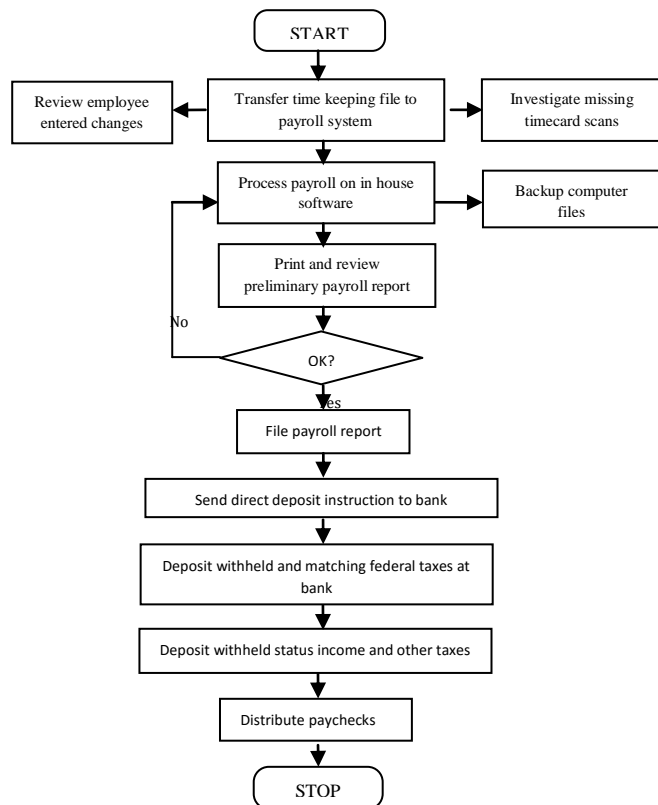 START
Review employee
entered changes
Transfer time keeping file to
payroll system
Investigate missing
timecard scans
Process payroll on in house
software
Backup computer
files
Print and review
preliminary payroll report
No
OK?
Yes
File payroll report
Send direct deposit instruction to bank
Deposit withheld and matching federal taxes at
bank
Deposit withheld status income and other taxes
Distribute paychecks
STOP